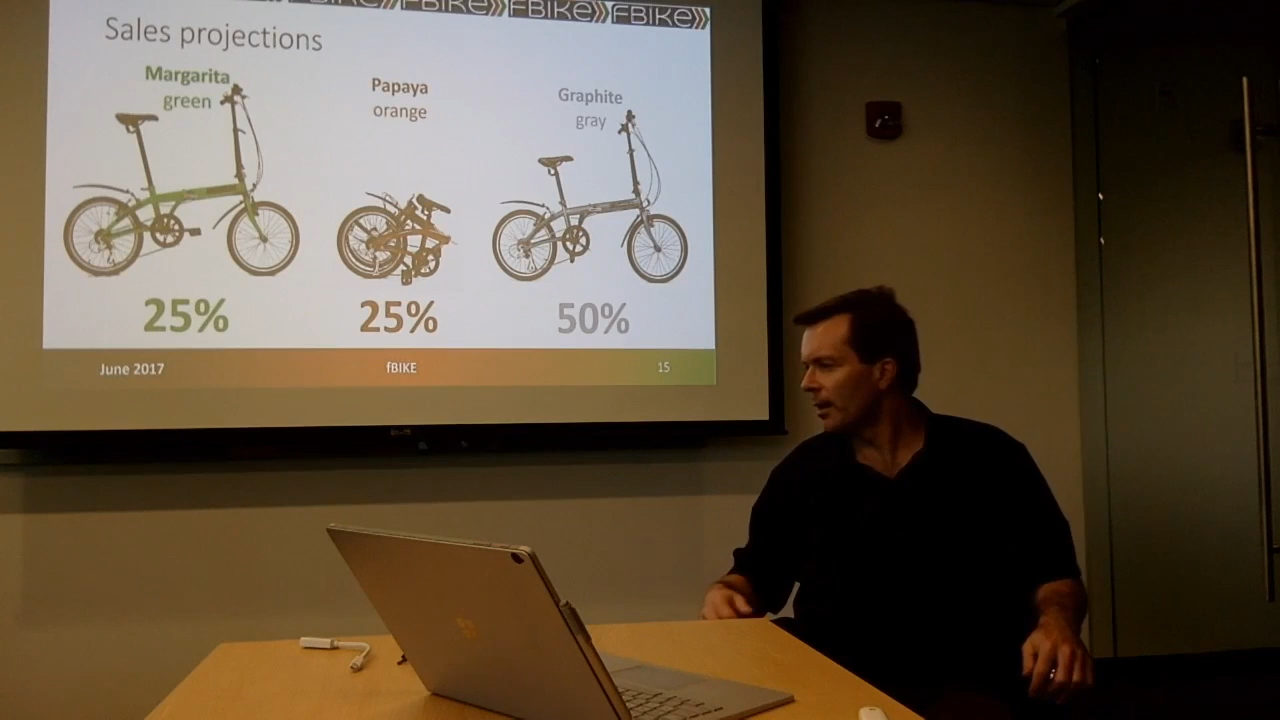 FBIKE FBIKE FBIKE FBIKE
Sales projections
Margarita
green
Papaya
orange
Graphite
gray
25%
25%
50%
June 2017
fBIKE
15